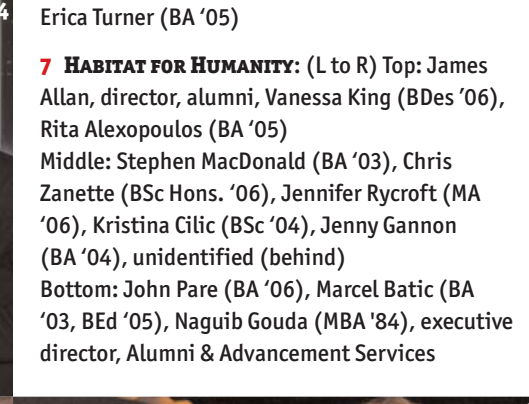 4
Erica Turner (BA ‘05)
7 HABITAT FOR HUMANITY: (L to R) Top: James
Allan, director, alumni, Vanessa King (BDes ’06),
Rita Alexopoulos (BA ‘05)
Middle: Stephen MacDonald (BA ‘03), Chris
Zanette (BSc Hons. ‘06), Jennifer Rycroft (MA
‘06), Kristina Cilic (BSc ‘04), Jenny Gannon
(BA ‘04), unidentified (behind)
Bottom: John Pare (BA ‘06), Marcel Batic (BA
‘03, BEd ‘05), Naguib Gouda (MBA '84), executive
director, Alumni & Advancement Services